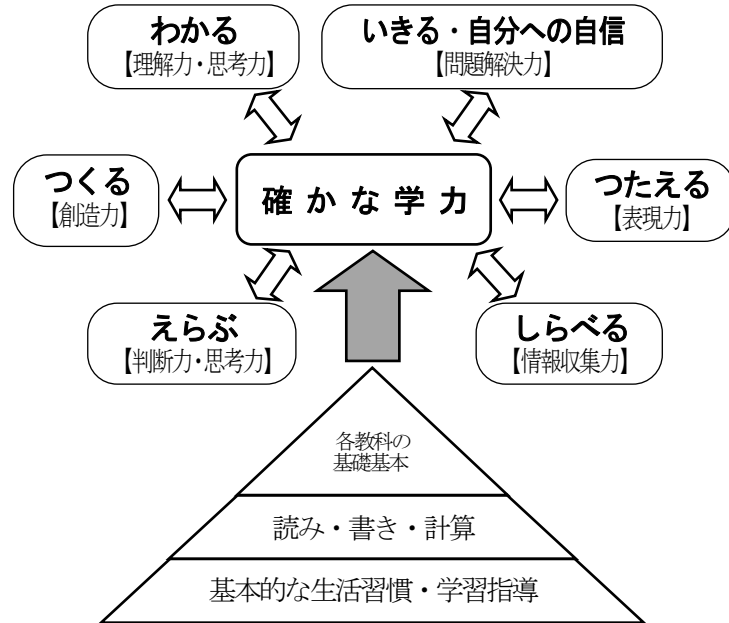 わかる
【理解力・思考力】
いきる・自分への自信
【問題解決力】
つくる
【創造力】
確かな学力
つたえる
【表現力】
えらぶ
【判断力・思考力】
しらべる
【情報収集力】
各教科の
基礎基本
読み・書き・計算
基本的な生活習慣・学習指導